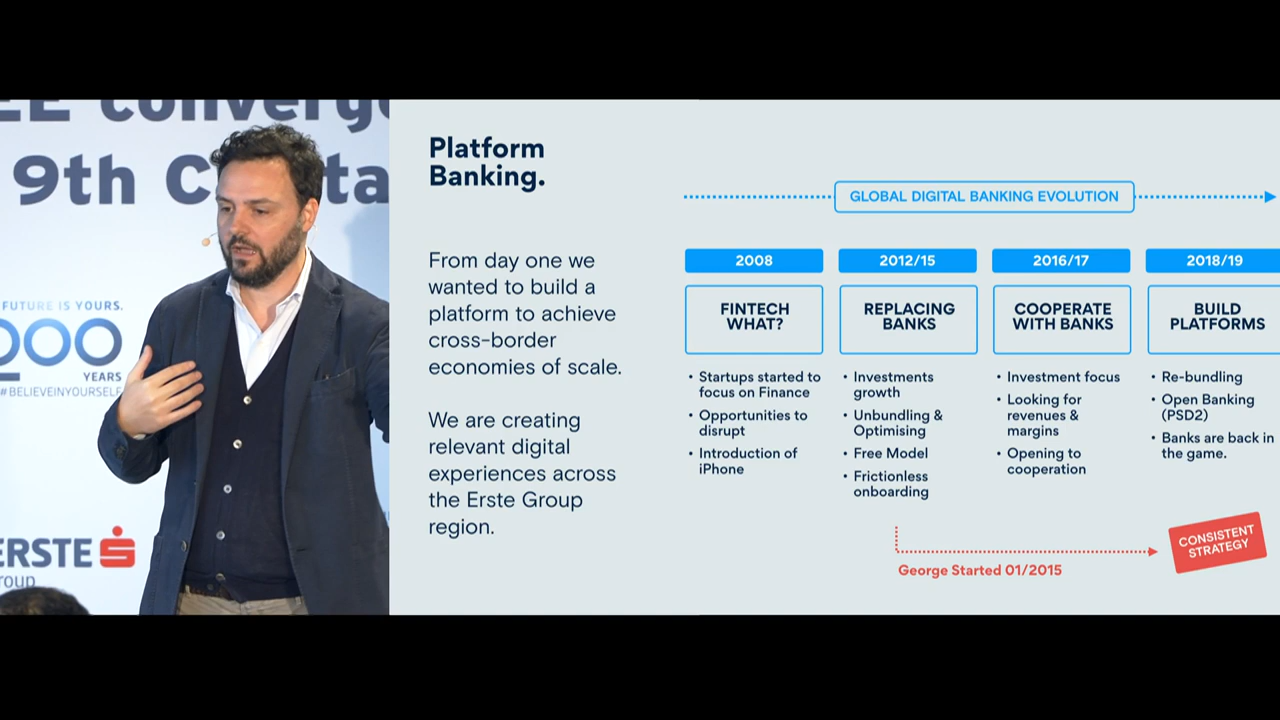 EE converge
9th C ta
FUTURE IS YOURS.
200
YEARS
#BELIEVEINYOURSELF
ERSTE
Group
Platform
Banking.
From day one we
wanted to build a
platform to achieve
cross-border
economies of scale.
We are creating
relevant digital
experiences across
the Erste Group
region.
GLOBAL DIGITAL BANKING EVOLUTION
2008
FINTECH
WHAT?
• Startups started to
focus on Finance
• Opportunities to
disrupt
• Introduction of
iPhone
2012/15
REPLACING
BANKS
• Investments
growth
• Unbundling &
Optimising
• Free Model
• Frictionless
onboarding
2016/17
COOPERATE
WITH BANKS
• Investment focus
• Looking for
revenues &
margins
• Opening to
cooperation
2018/19
BUILD
PLATFORMS
• Re-bundling
• Open Banking
(PSD2)
• Banks are back in
the game.
George Started 01/2015
CONSISTENT
STRATEGY